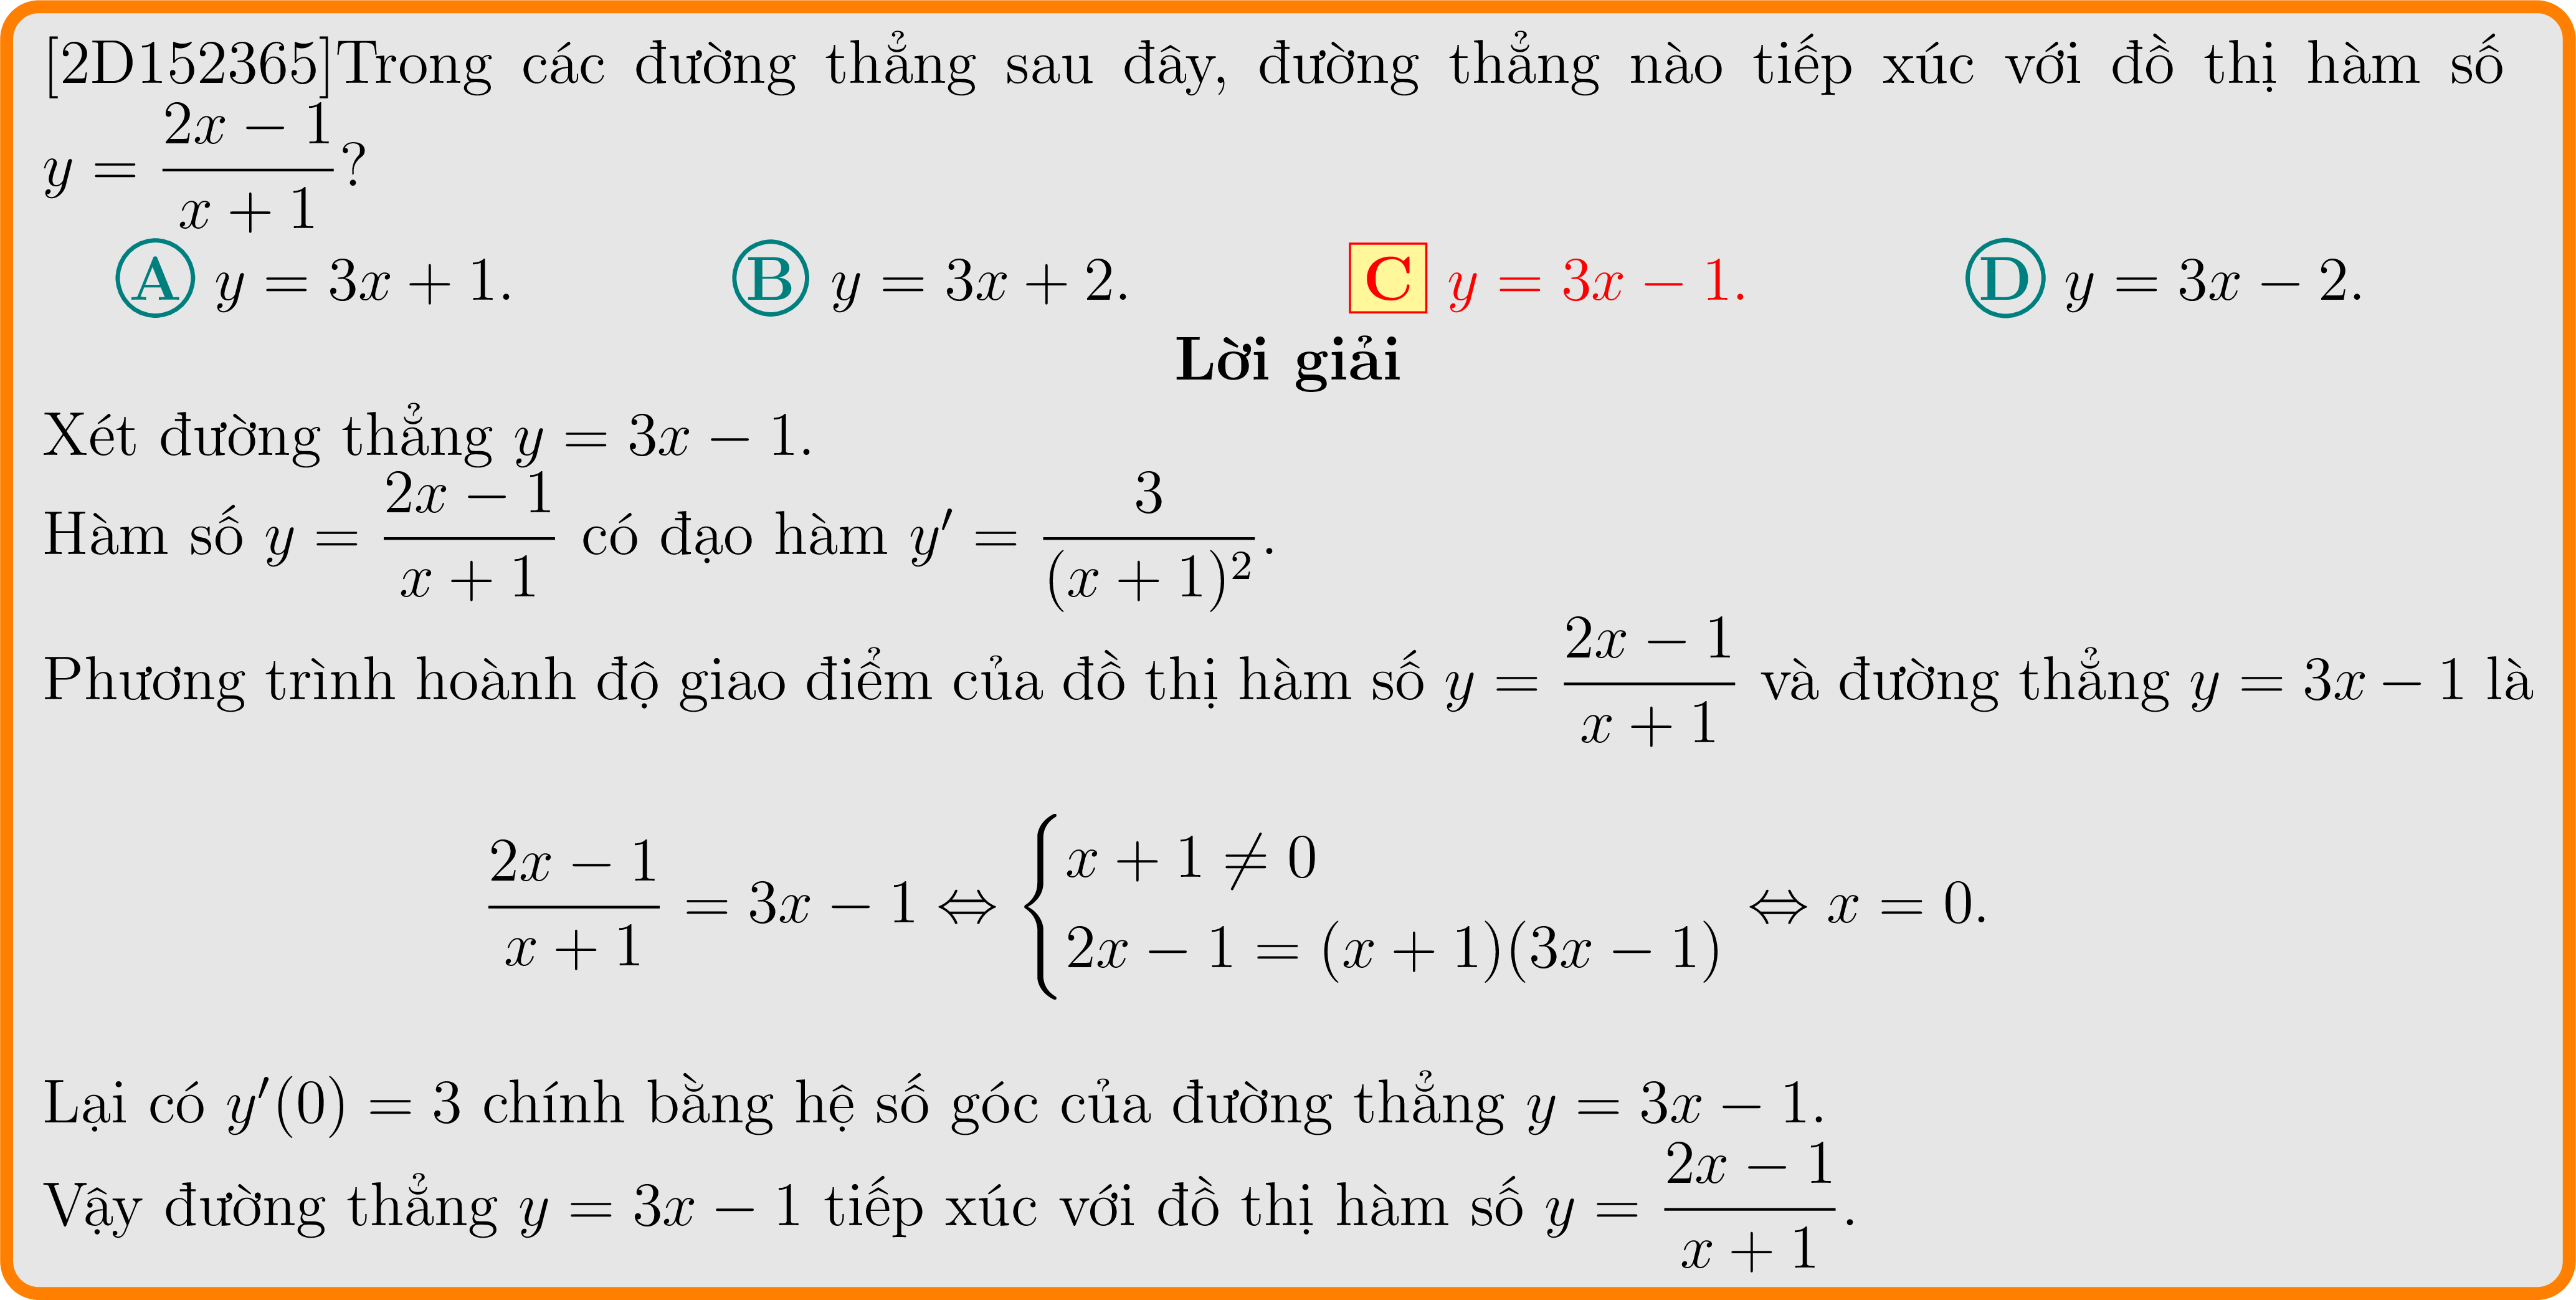 [2D152365]Trong các đường thẳng sau đây, đường thẳng nào tiếp xúc với đồ thị hàm số
y = \frac{2x - 1}{x + 1}?
A y = 3x + 1. B y = 3x + 2. C y = 3x − 1. D y = 3x − 2.
Lời giải
Xét đường thẳng y = 3x − 1.
Hàm số y = \frac{2x - 1}{x + 1} có đạo hàm y′ = \frac{3}{(x + 1)^2}.
Phương trình hoành độ giao điểm của đồ thị hàm số y = \frac{2x - 1}{x + 1} và đường thẳng y = 3x − 1 là
\frac{2x - 1}{x + 1} = 3x − 1 ⇔ \begin{cases} x + 1 ≠ 0 \\ 2x − 1 = (x + 1)(3x − 1) \end{cases} ⇔ x = 0.
Lại có y′(0) = 3 chính bằng hệ số góc của đường thẳng y = 3x − 1.
Vậy đường thẳng y = 3x − 1 tiếp xúc với đồ thị hàm số y = \frac{2x - 1}{x + 1}.